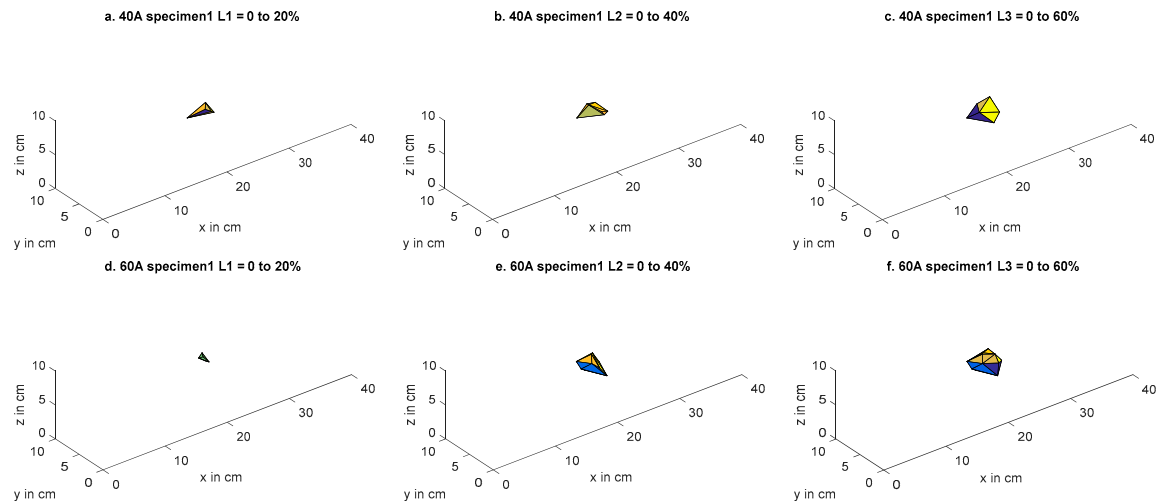 a. 40A specimen1 L1 = 0 to 20%
b. 40A specimen1 L2 = 0 to 40%
c. 40A specimen1 L3 = 0 to 60%
10
5
0
z in cm
10
5
0
y in cm
0
10
20
30
40
x in cm
10
5
0
z in cm
10
5
0
y in cm
0
10
20
30
40
x in cm
10
5
0
z in cm
10
5
0
y in cm
0
10
20
30
40
x in cm
d. 60A specimen1 L1 = 0 to 20%
e. 60A specimen1 L2 = 0 to 40%
f. 60A specimen1 L3 = 0 to 60%
10
5
0
z in cm
10
5
0
y in cm
0
10
20
30
40
x in cm
10
5
0
z in cm
10
5
0
y in cm
0
10
20
30
40
x in cm
10
5
0
z in cm
10
5
0
y in cm
0
10
20
30
40
x in cm